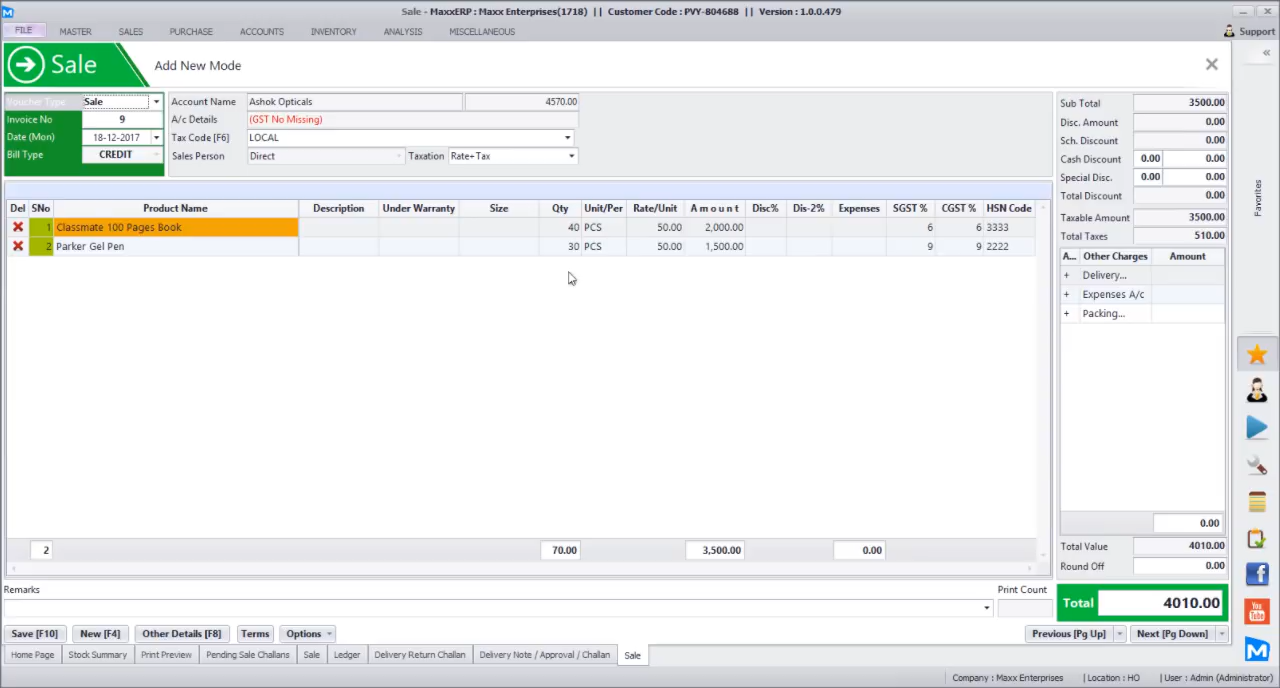 Sale - MaxxERP : Maxx Enterprises(1718) || Customer Code : PVY-804688 || Version : 1.0.0.479
FILE MASTER SALES PURCHASE ACCOUNTS INVENTORY ANALYSIS MISCELLANEOUS Support
Sale Add New Mode
Voucher Type Sale Account Name Ashok Opticals 4570.00 Sub Total 3500.00
Invoice No 9 A/c Details (GST No Missing) Disc. Amount 0.00
Date (Mon) 18-12-2017 Tax Code [F6] LOCAL Sch. Discount 0.00
Bill Type CREDIT Sales Person Direct Taxation Rate+Tax Cash Discount 0.00 0.00
Special Disc. 0.00 0.00
Total Discount 0.00
Del SNo Product Name Description Under Warranty Size Qty Unit/Per Rate/Unit Amount Disc% Dis-2% Expenses SGST % CGST % HSN Code Taxable Amount 3500.00
1 Classmate 100 Pages Book 40 PCS 50.00 2,000.00 6 6 3333 Total Taxes 510.00
2 Parker Gel Pen 30 PCS 50.00 1,500.00 9 9 2222
A... Other Charges Amount
+ Delivery...
+ Expenses A/c
+ Packing...
Favorites
0.00
2 70.00 3,500.00 0.00 Total Value 4010.00
Round Off 0.00
Remarks Print Count
Total 4010.00
Save [F10] New [F4] Other Details [F8] Terms Options Previous [Pg Up] Next [Pg Down]
Home Page Stock Summary Print Preview Pending Sale Challans Sale Ledger Delivery Return Challan Delivery Note / Approval / Challan Sale
Company : Maxx Enterprises | Location : HO | User : Admin (Administrator)